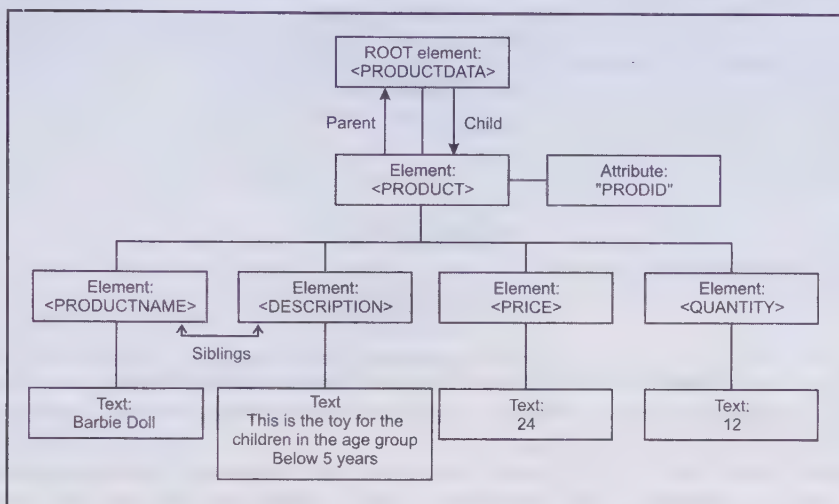 ROOT element:
<PRODUCTDATA>
Parent
Child
Element:
<PRODUCT>
Attribute:
"PRODID"
Element:
<PRODUCTNAME>
Element:
<DESCRIPTION>
Element:
<PRICE>
Element:
<QUANTITY>
Siblings
Text:
Barbie Doll
Text
This is the toy for the
children in the age group
Below 5 years
Text:
24
Text:
12